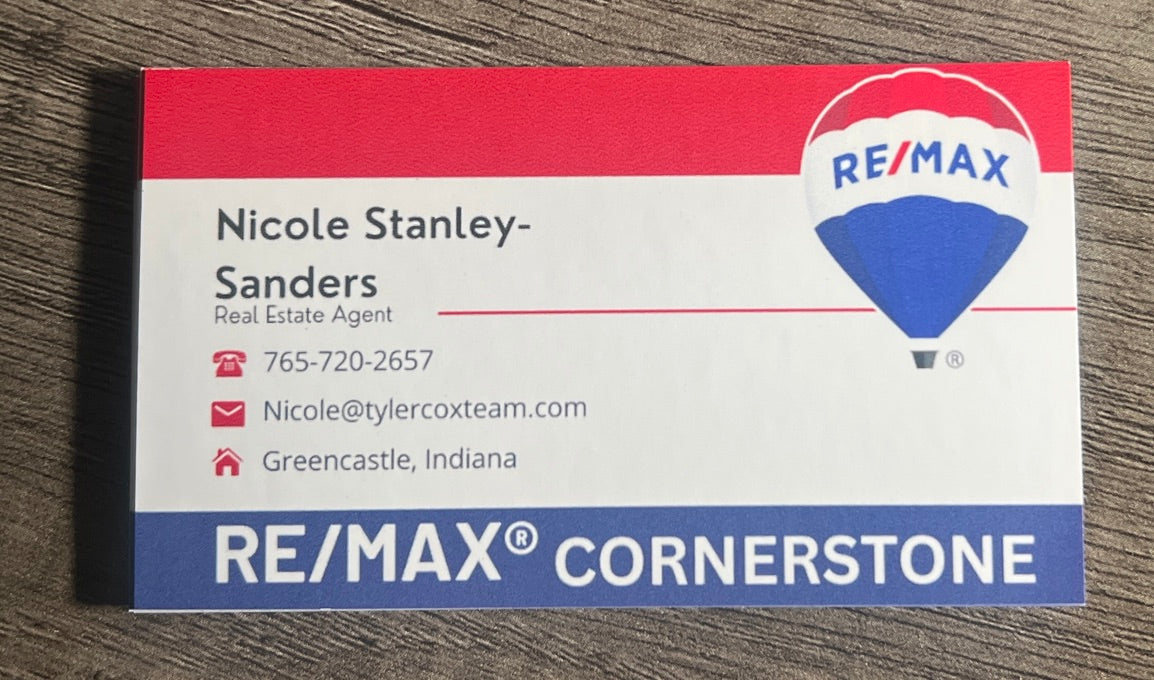 RE/MAX
Nicole Stanley-
Sanders
Real Estate Agent
®
765-720-2657
Nicole@tylercoxteam.com
Greencastle, Indiana
RE/MAX® CORNERSTONE